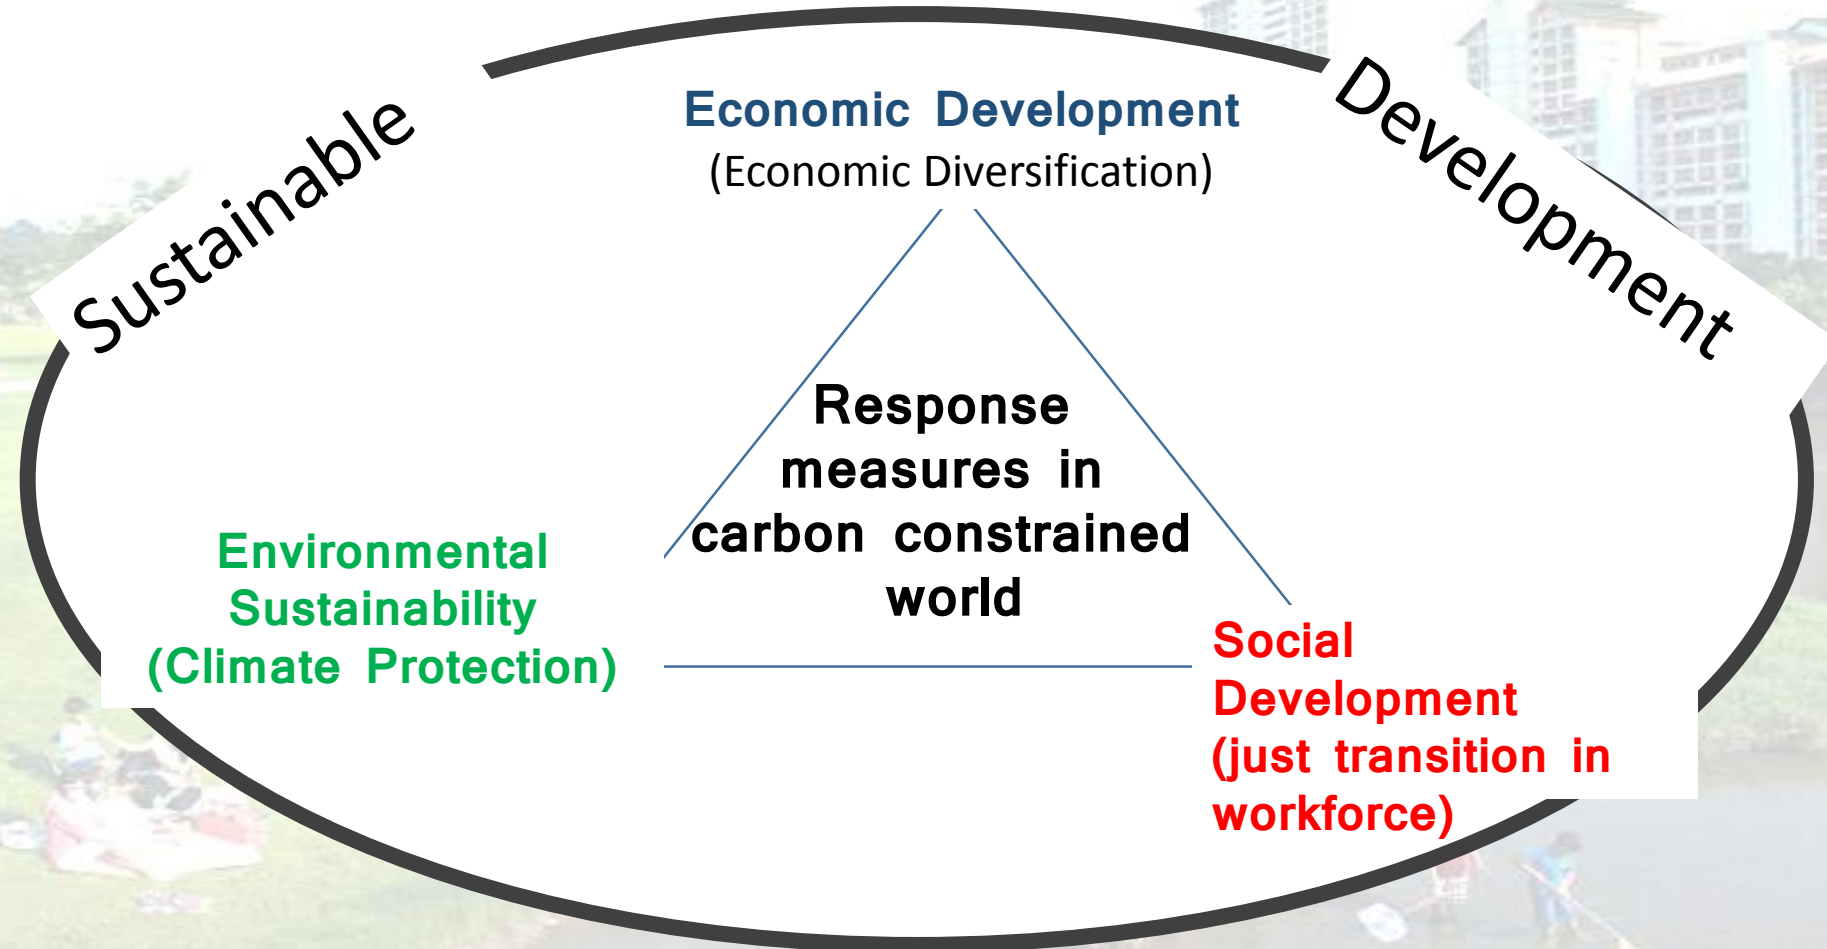 Sustainable
Development
Economic Development
(Economic Diversification)
Response
measures in
carbon constrained
world
Environmental
Sustainability
(Climate Protection)
Social
Development
(just transition in
workforce)